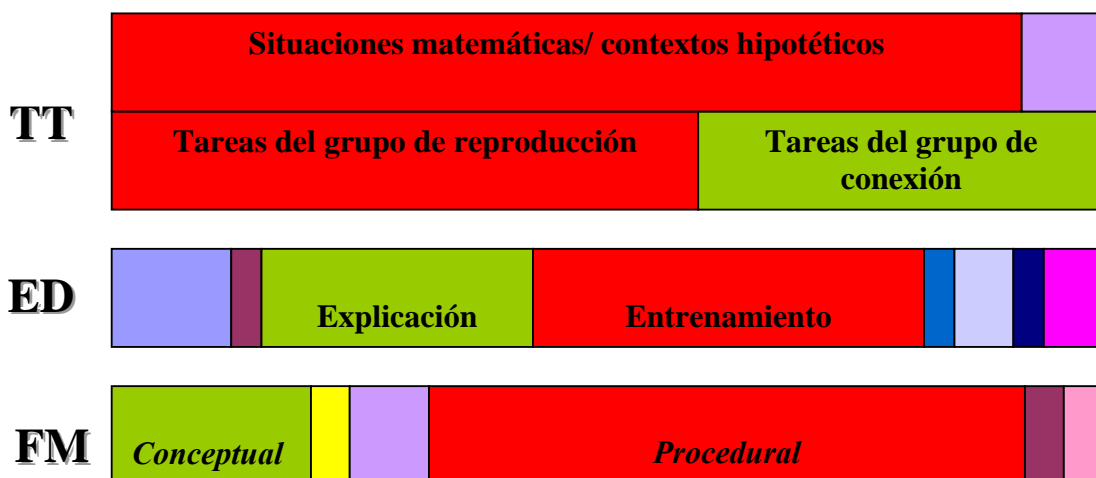 Situaciones matemáticas/ contextos hipotéticos
TT
Tareas del grupo de reproducción
Tareas del grupo de
conexión
ED
Explicación
Entrenamiento
FM
Conceptual
Procedural